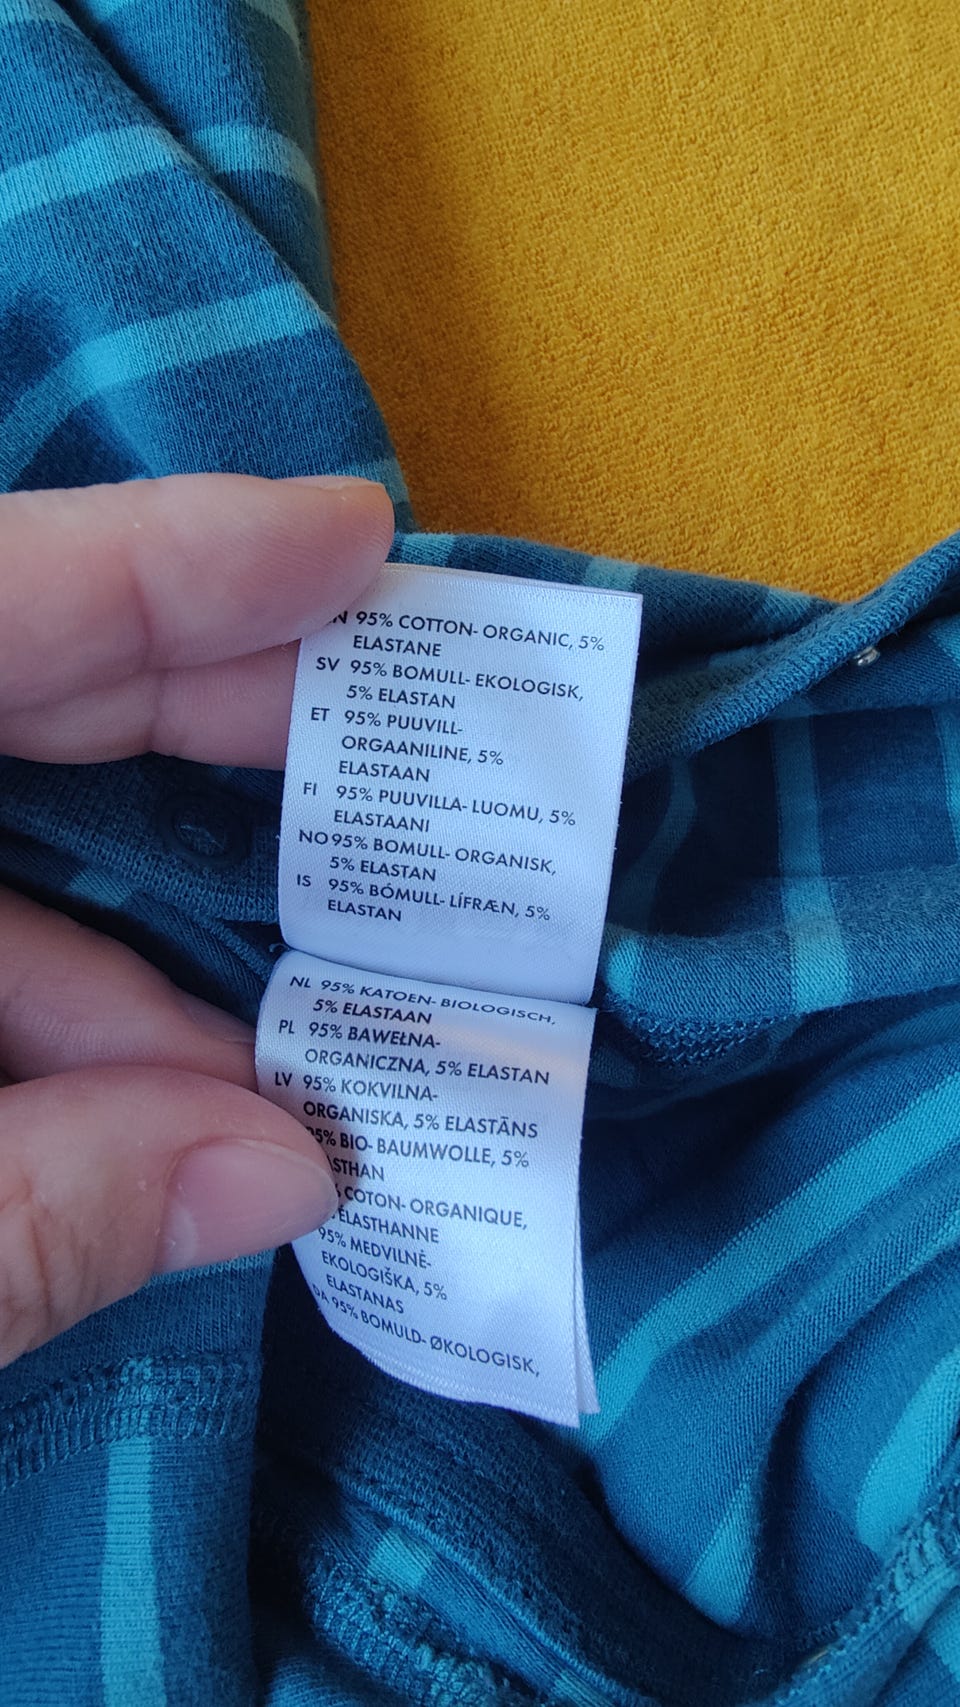 95% COTTON- ORGANIC, 5%
ELASTANE
SV 95% BOMULL- EKOLOGISK,
5% ELASTAN
ET 95% PUUVILL-
ORGAANILINE, 5%
ELASTAAN
FI 95% PUUVILLA- LUOMU, 5%
ELASTAANI
NO 95% BOMULL- ORGANISK,
5% ELASTAN
IS 95% BÓMULL- LÍFRÆN, 5%
ELASTAN
NL 95% KATOEN- BIOLOGISCH,
5% ELASTAAN
PL 95% BAWEŁNA-
ORGANICZNA, 5% ELASTAN
LV 95% KOKVILNA-
ORGANISKA, 5% ELASTĀNS
95% BIO- BAUMWOLLE, 5%
COTON- ORGANIQUE,
ÉLASTHANNE
95% MEDVILNĖ-
EKOLOGIŠKA, 5%
ELASTANAS
DA 95% BOMULD- ØKOLOGISK,